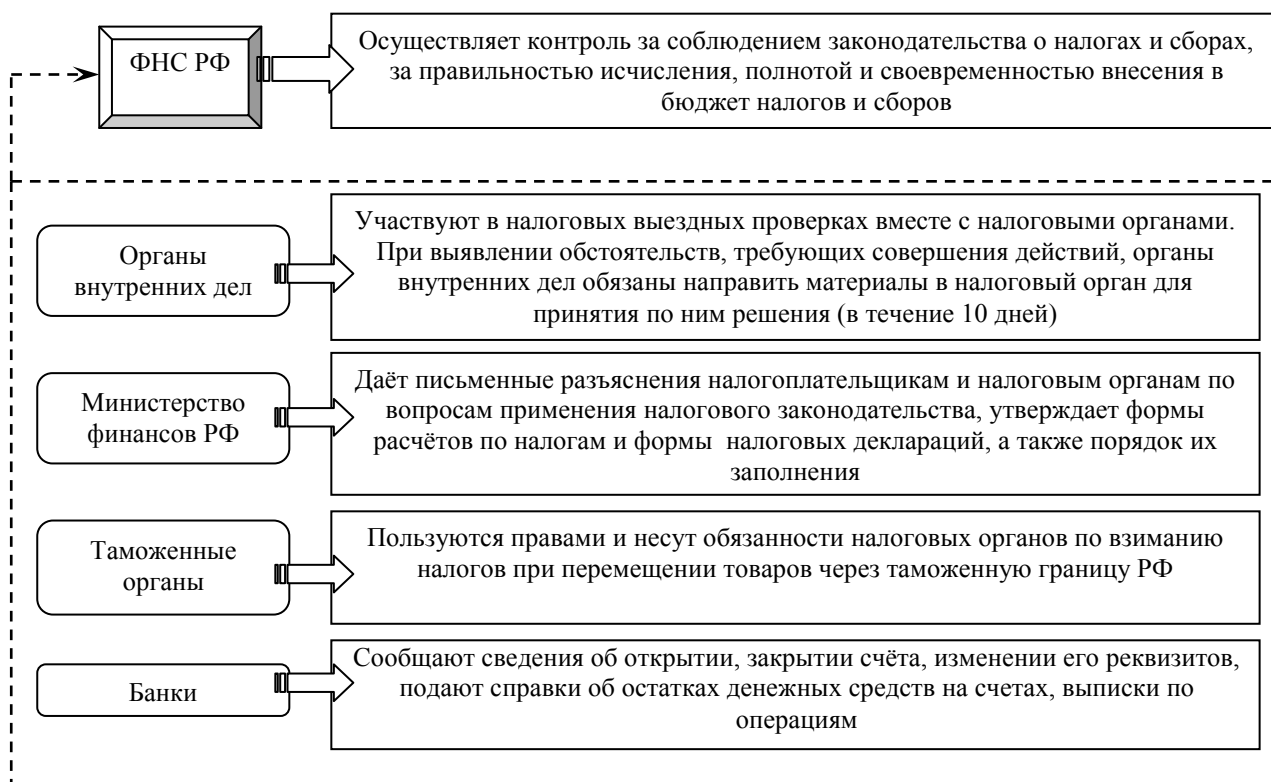 ФНС РФ
Осуществляет контроль за соблюдением законодательства о налогах и сборах,
за правильностью исчисления, полнотой и своевременностью внесения в
бюджет налогов и сборов
Органы
внутренних дел
Участвуют в налоговых выездных проверках вместе с налоговыми органами.
При выявлении обстоятельств, требующих совершения действий, органы
внутренних дел обязаны направить материалы в налоговый орган для
принятия по ним решения (в течение 10 дней)
Министерство
финансов РФ
Даёт письменные разъяснения налогоплательщикам и налоговым органам по
вопросам применения налогового законодательства, утверждает формы
расчётов по налогам и формы налоговых деклараций, а также порядок их
заполнения
Таможенные
органы
Пользуются правами и несут обязанности налоговых органов по взиманию
налогов при перемещении товаров через таможенную границу РФ
Банки
Сообщают сведения об открытии, закрытии счёта, изменении его реквизитов,
подают справки об остатках денежных средств на счетах, выписки по
операциям